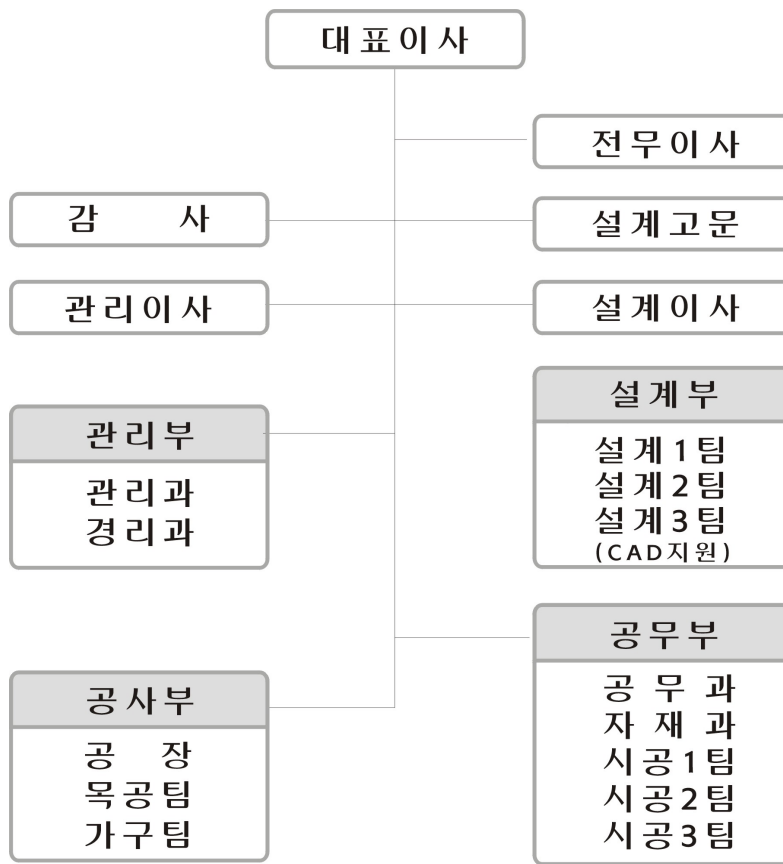 대표이사
전무이사
감 사
설계고문
관리이사
설계이사
설계부
설계1팀
설계2팀
설계3팀
(CAD지원)
관리부
관리과
경리과
공무부
공 무 과
자 재 과
시공1팀
시공2팀
시공3팀
공사부
공 장
목공팀
가구팀